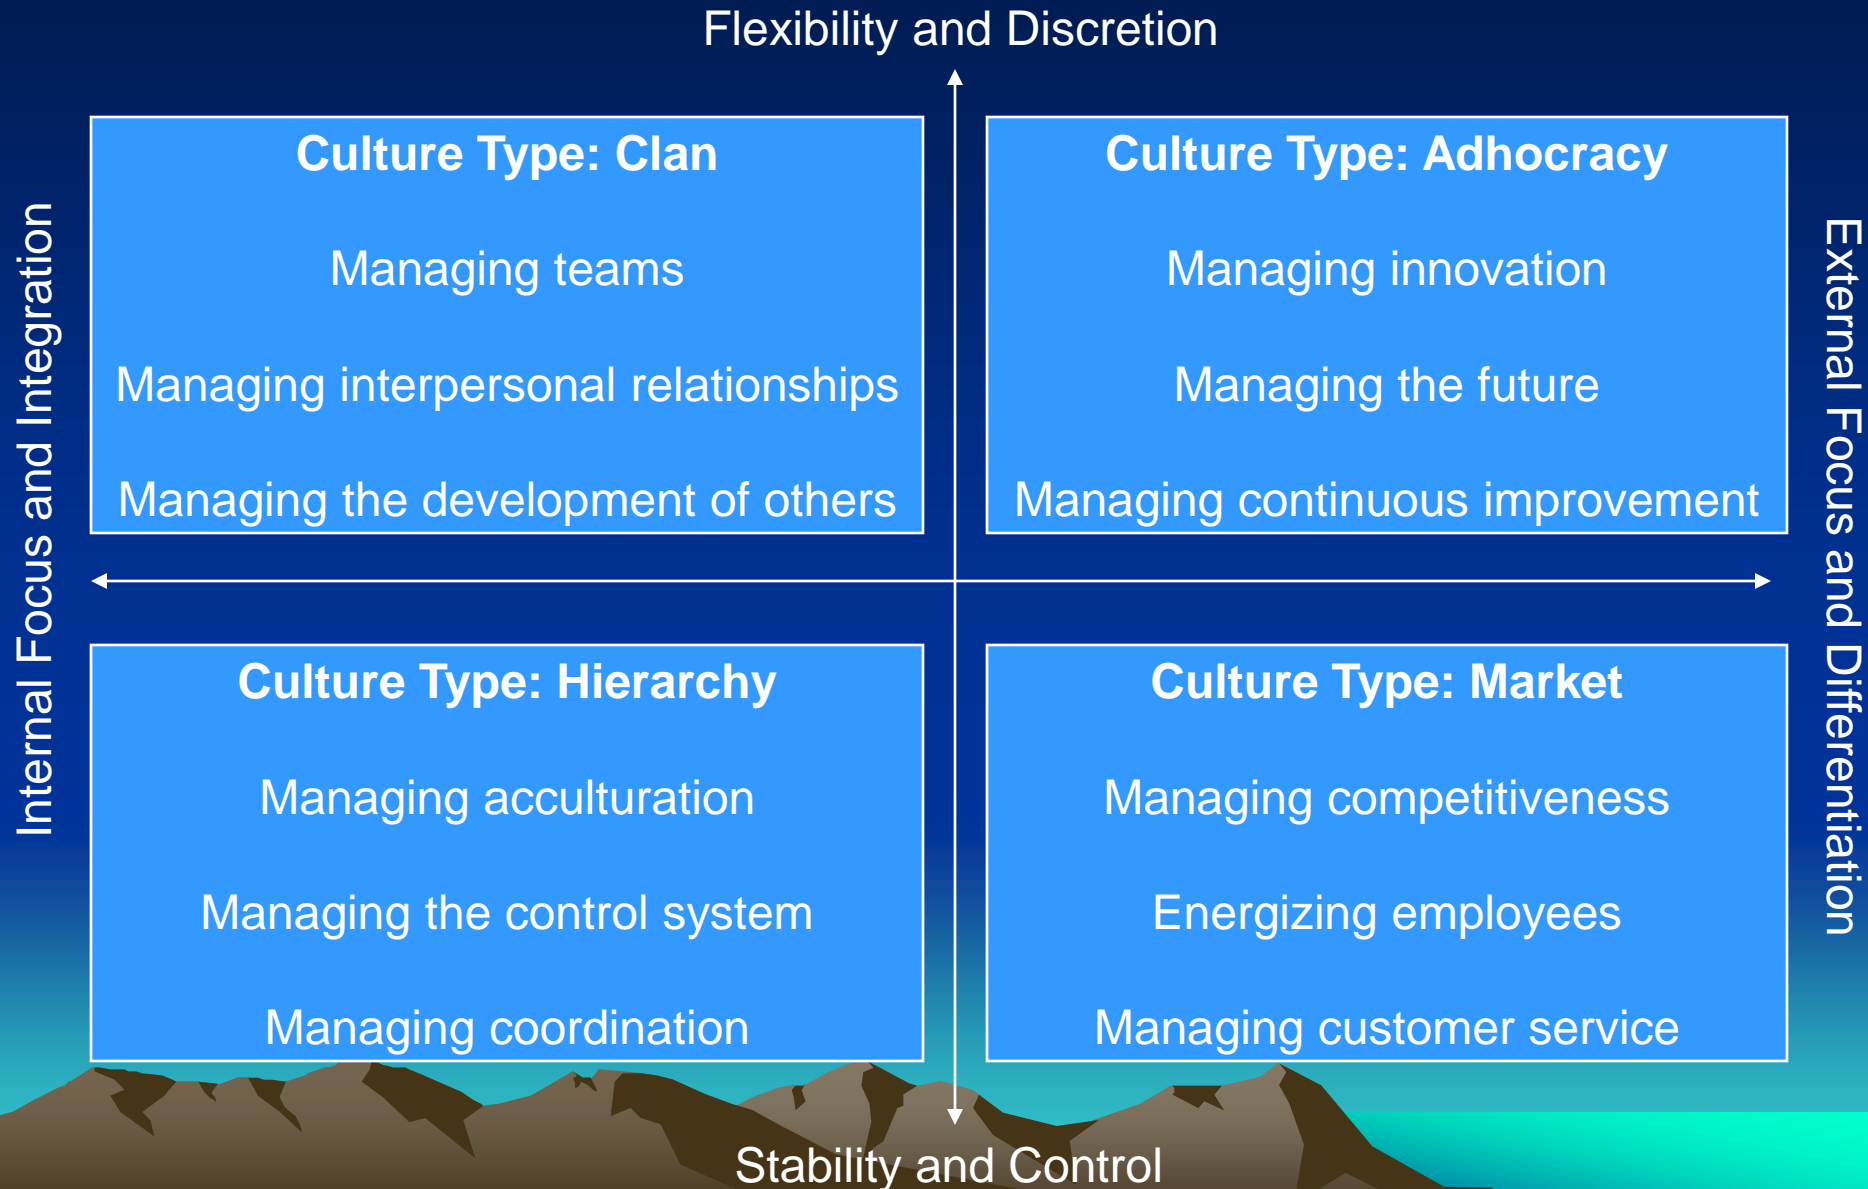 Flexibility and Discretion
Internal Focus and Integration
Culture Type: Clan
Managing teams
Managing interpersonal relationships
Managing the development of others
Culture Type: Adhocracy
Managing innovation
Managing the future
Managing continuous improvement
External Focus and Differentiation
Culture Type: Hierarchy
Managing acculturation
Managing the control system
Managing coordination
Culture Type: Market
Managing competitiveness
Energizing employees
Managing customer service
Stability and Control